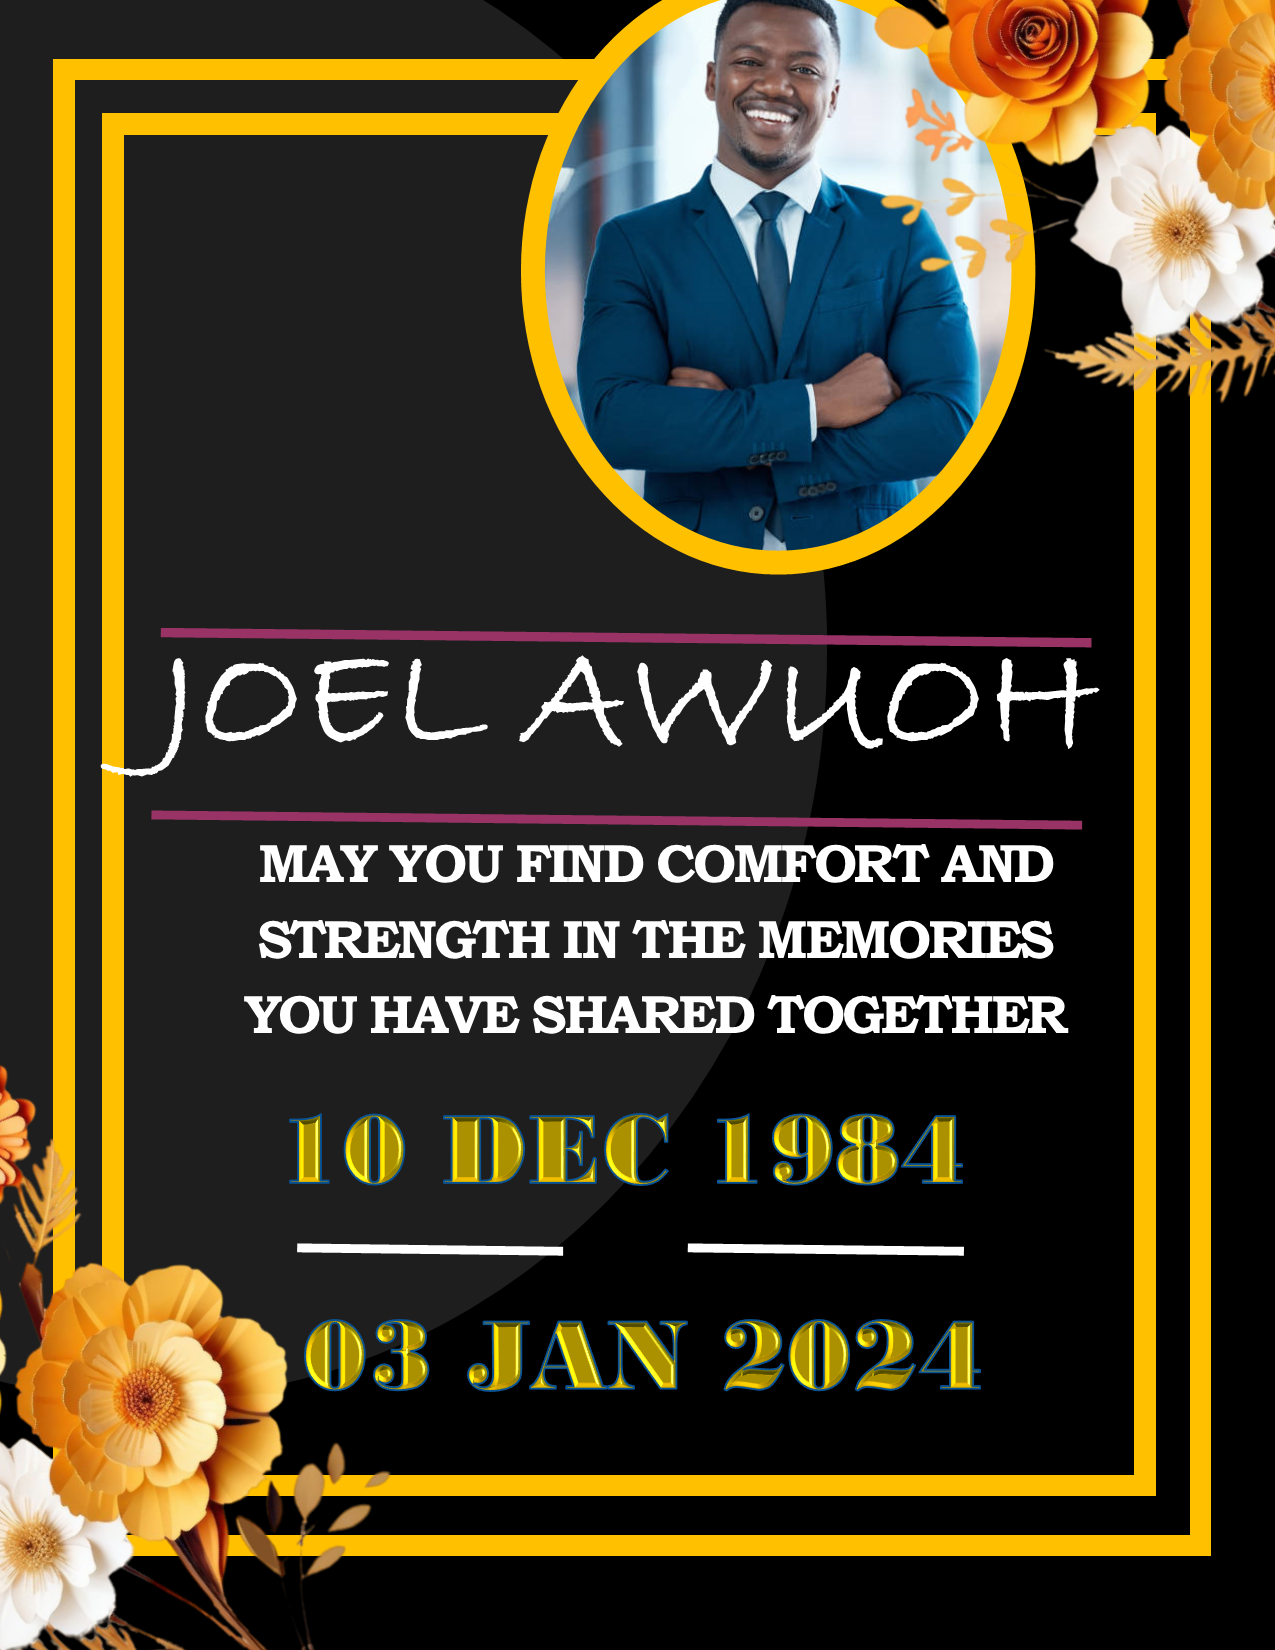 JOEL AWUOH
MAY YOU FIND COMFORT AND
STRENGTH IN THE MEMORIES
YOU HAVE SHARED TOGETHER
10 DEC 1984
03 JAN 2024